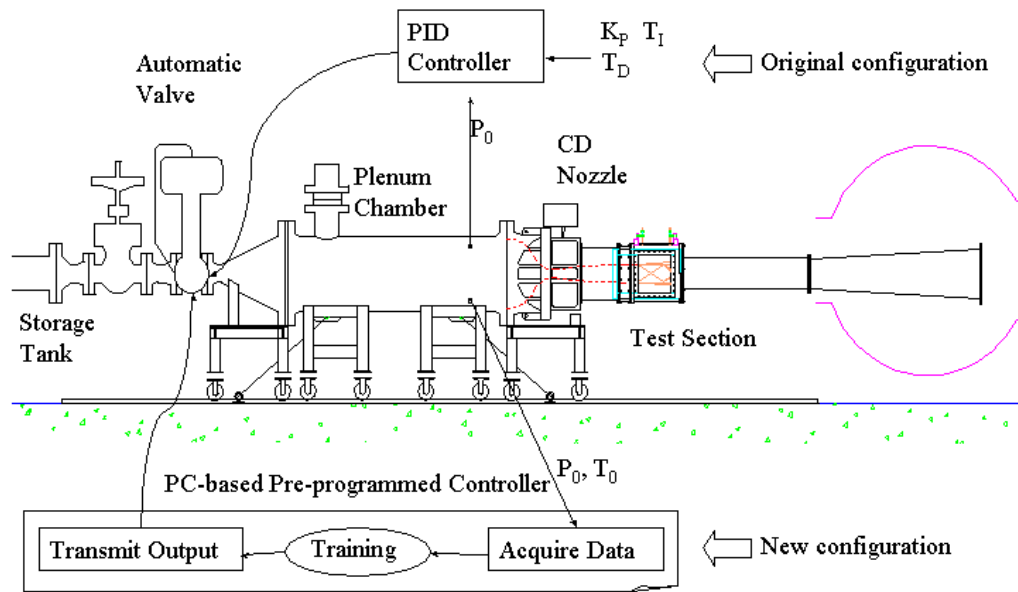 PID
Controller
K_P T_I
T_D
Original configuration
Automatic
Valve
P_0
CD
Nozzle
Plenum
Chamber
Storage
Tank
Test Section
P_0, T_0
PC-based Pre-programmed Controller
Transmit Output
Training
Acquire Data
New configuration